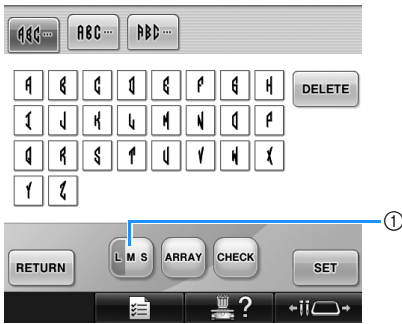 ABC… ABC… ABC…
A B C D E F G H DELETE
I J K L M N O P
Q R S T U V W X
Y Z
①
RETURN L M S ARRAY CHECK SET
?